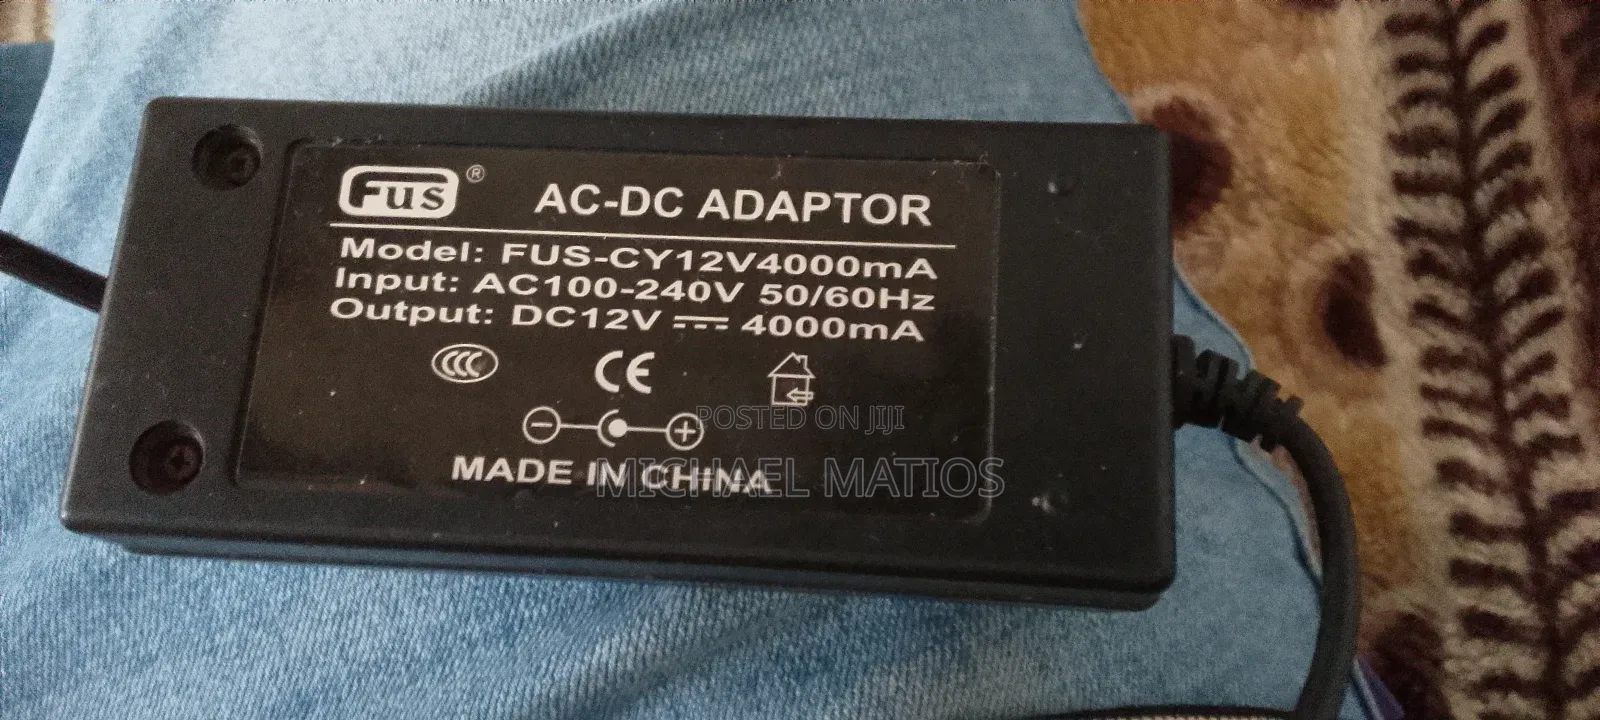 Fus ®
AC-DC ADAPTOR
Model: FUS-CY12V4000mA
Input: AC100-240V 50/60Hz
Output: DC12V ⎓ 4000mA
CCC
CE
POSTED ON JIJI
MADE IN CHINA
MICHAEL MATIOS